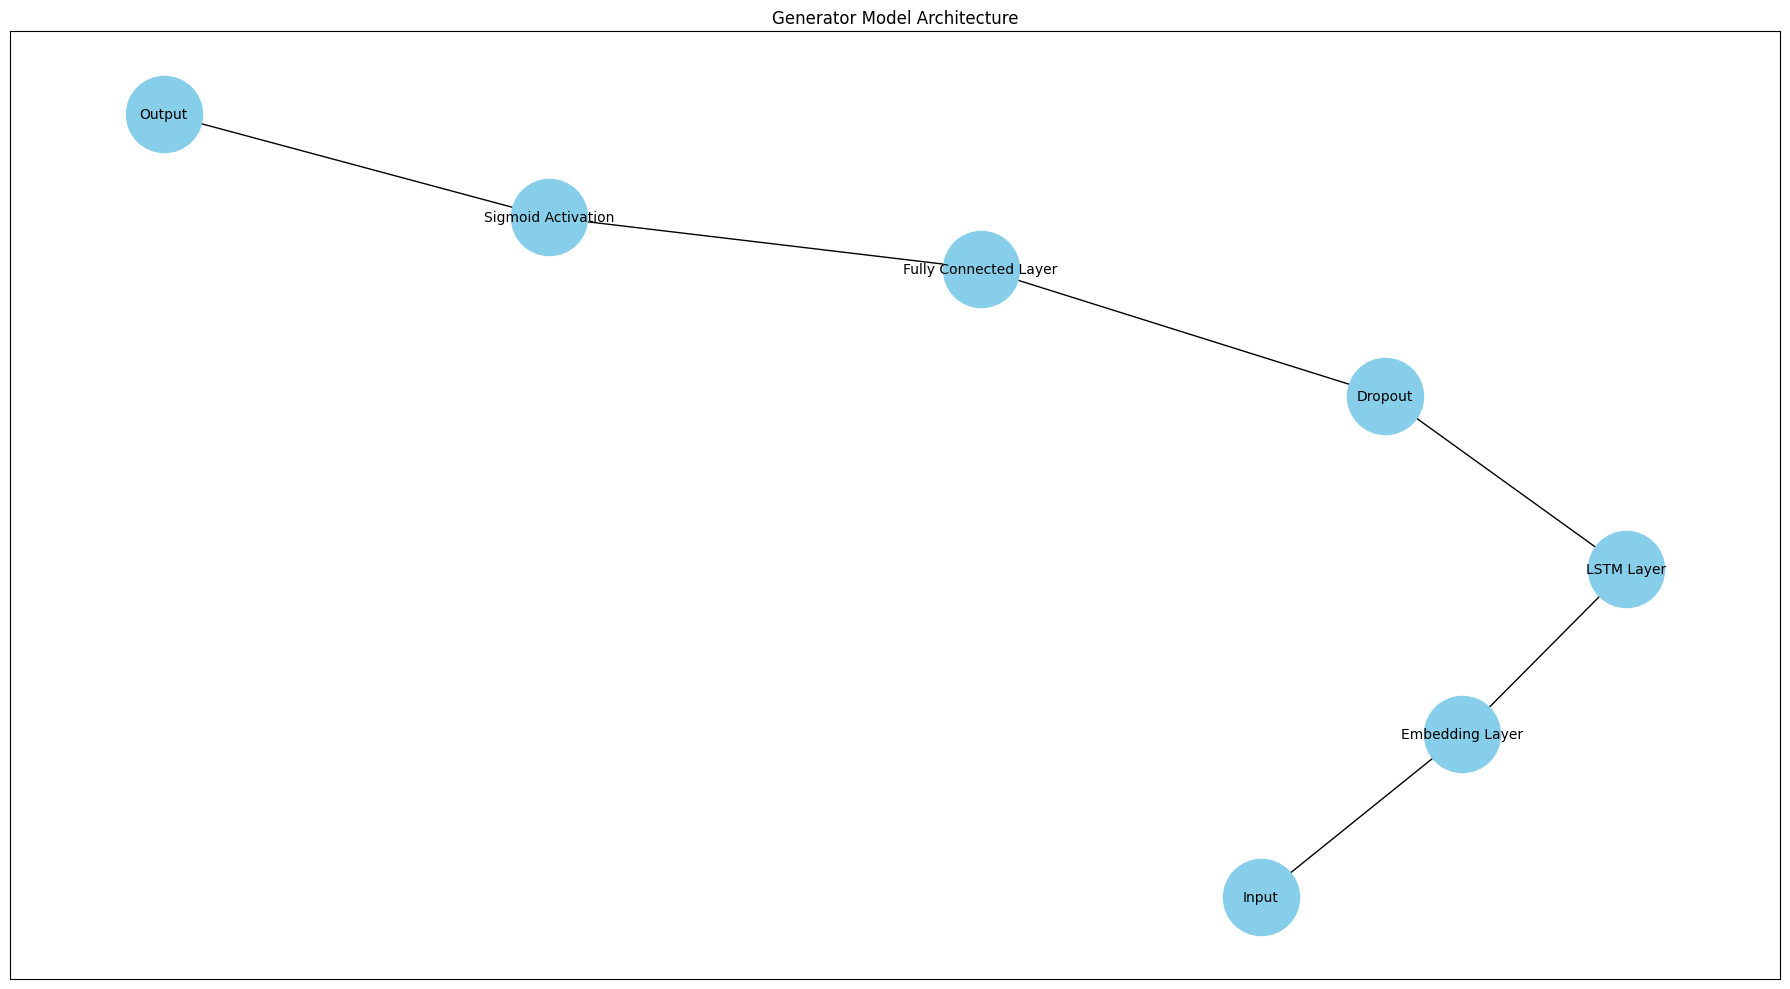 Generator Model Architecture
Output
Sigmoid Activation
Fully Connected Layer
Dropout
LSTM Layer
Embedding Layer
Input